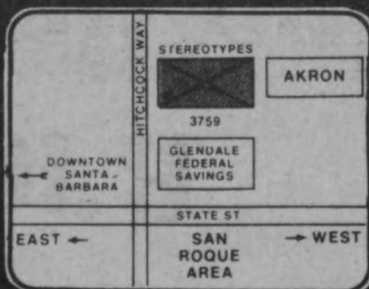 HITCHCOCK WAY
STEREOTYPES
AKRON
3759
GLENDALE
FEDERAL
SAVINGS
DOWNTOWN
SANTA -
BARBARA
STATE ST
EAST
SAN
ROQUE
AREA
WEST